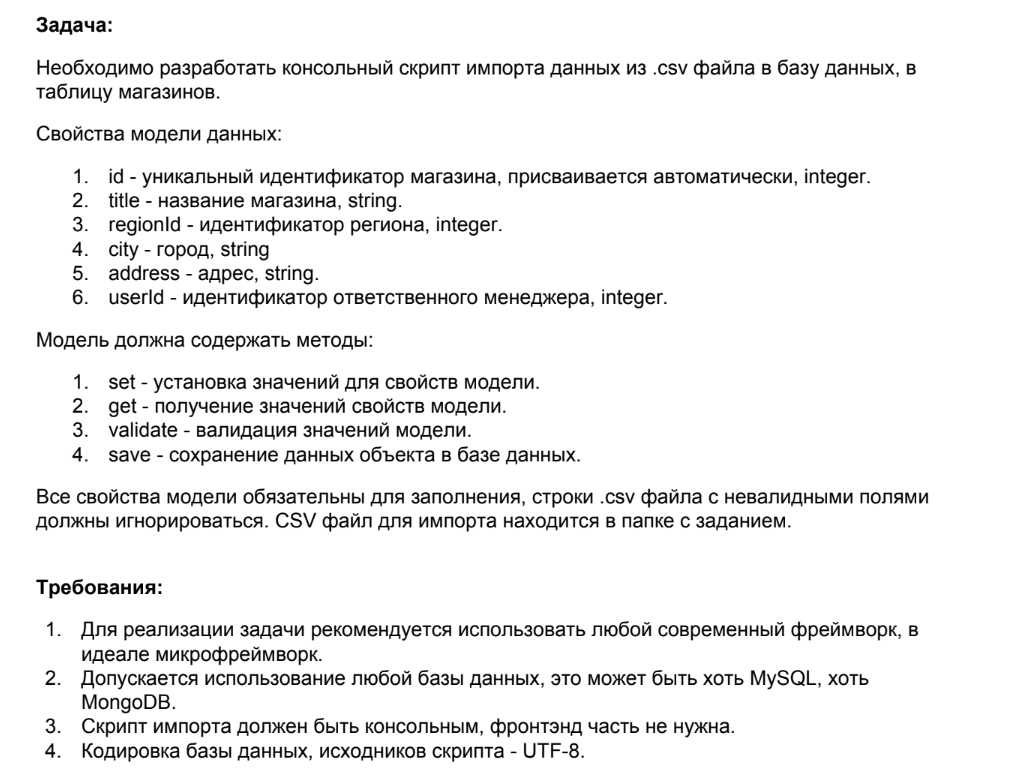 Задача:
Необходимо разработать консольный скрипт импорта данных из .csv файла в базу данных, в
таблицу магазинов.
Свойства модели данных:
1. id - уникальный идентификатор магазина, присваивается автоматически, integer.
2. title - название магазина, string.
3. regionId - идентификатор региона, integer.
4. city - город, string
5. address - адрес, string.
6. userId - идентификатор ответственного менеджера, integer.
Модель должна содержать методы:
1. set - установка значений для свойств модели.
2. get - получение значений свойств модели.
3. validate - валидация значений модели.
4. save - сохранение данных объекта в базе данных.
Все свойства модели обязательны для заполнения, строки .csv файла с невалидными полями
должны игнорироваться. CSV файл для импорта находится в папке с заданием.
Требования:
1. Для реализации задачи рекомендуется использовать любой современный фреймворк, в
идеале микрофреймворк.
2. Допускается использование любой базы данных, это может быть хоть MySQL, хоть
MongoDB.
3. Скрипт импорта должен быть консольным, фронтэнд часть не нужна.
4. Кодировка базы данных, исходников скрипта - UTF-8.